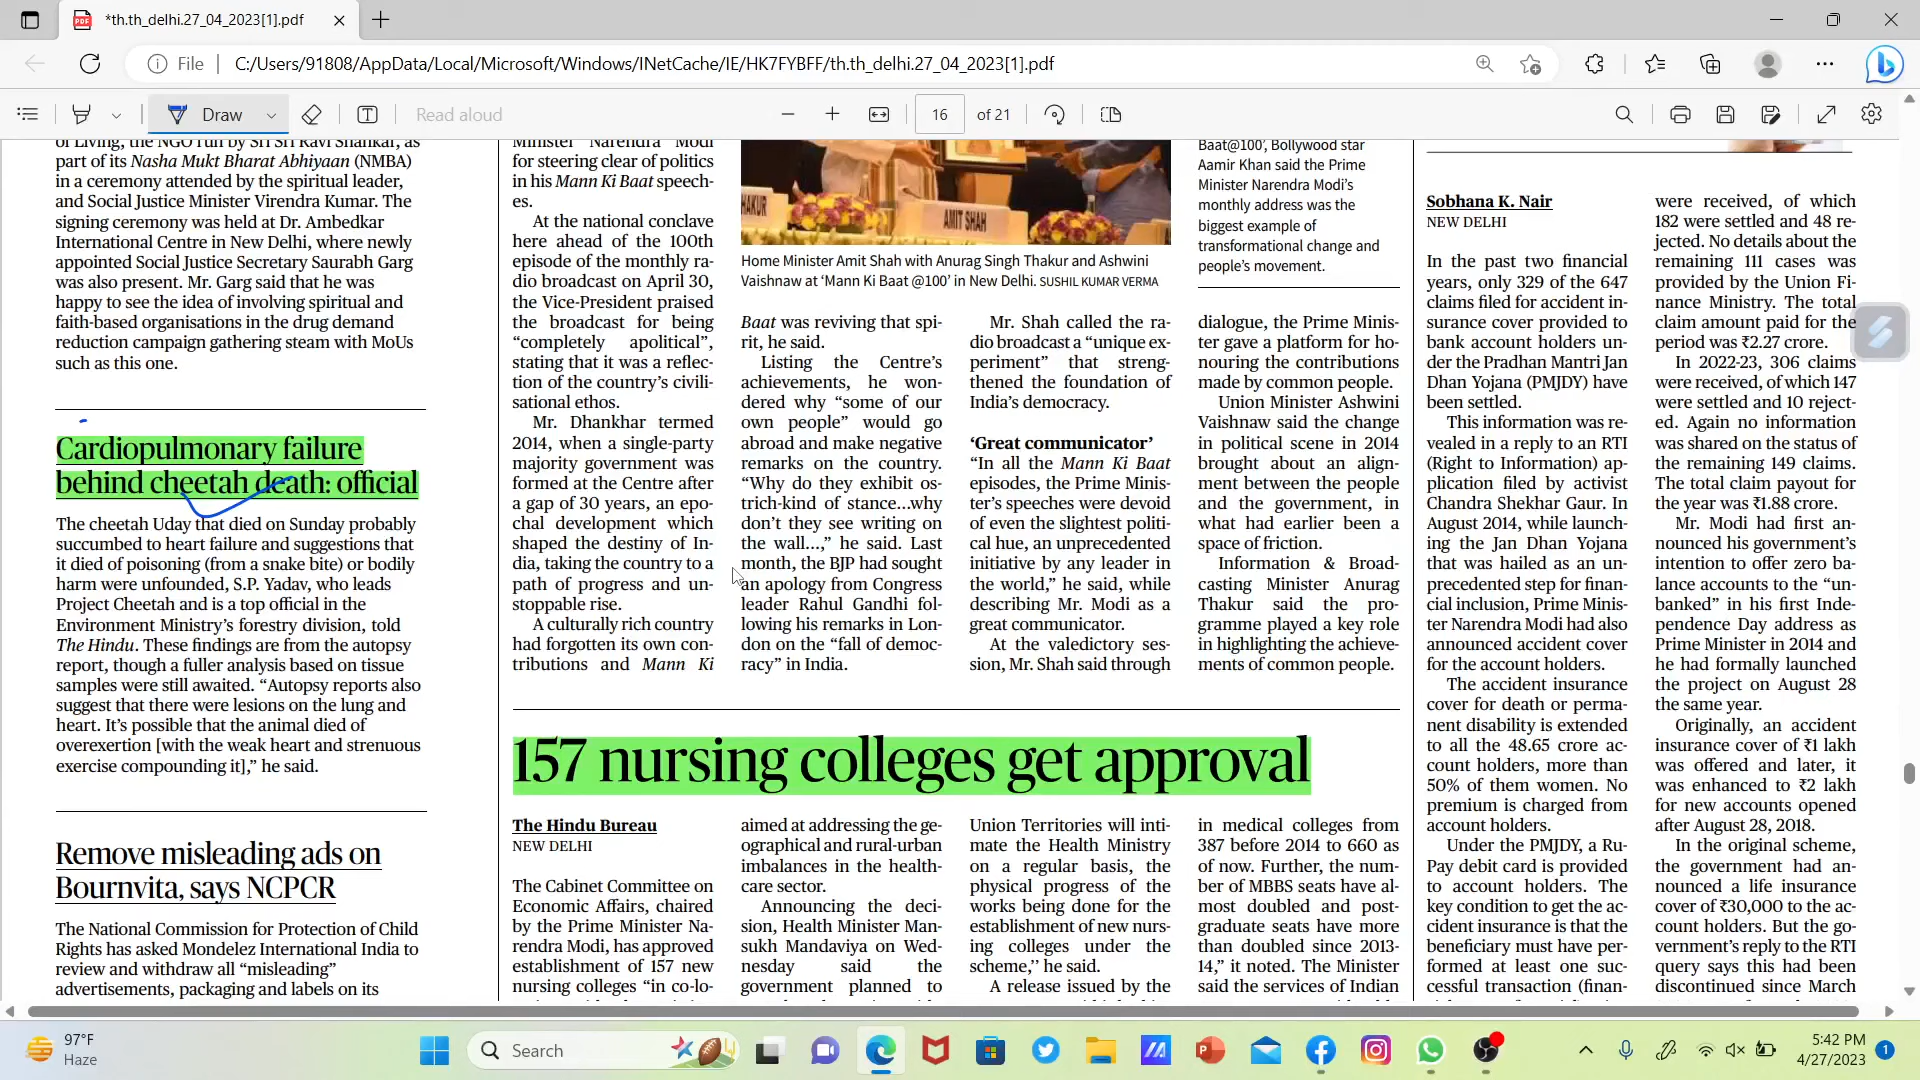 *th.th_delhi.27_04_2023[1].pdf
File
C:/Users/91808/AppData/Local/Microsoft/Windows/INetCache/IE/HK7FYBFF/th.th_delhi.27_04_2023[1].pdf
Draw
Read aloud
16
of 21
of Living, the NGO run by Sri Sri Ravi Shankar, as
part of its Nasha Mukt Bharat Abhiyaan (NMBA)
in a ceremony attended by the spiritual leader,
and Social Justice Minister Virendra Kumar. The
signing ceremony was held at Dr. Ambedkar
International Centre in New Delhi, where newly
appointed Social Justice Secretary Saurabh Garg
was also present. Mr. Garg said that he was
happy to see the idea of involving spiritual and
faith-based organisations in the drug demand
reduction campaign gathering steam with MoUs
such as this one.
Cardiopulmonary failure
behind cheetah death: official
The cheetah Uday that died on Sunday probably
succumbed to heart failure and suggestions that
it died of poisoning (from a snake bite) or bodily
harm were unfounded, S.P. Yadav, who leads
Project Cheetah and is a top official in the
Environment Ministry's forestry division, told
The Hindu. These findings are from the autopsy
report, though a fuller analysis based on tissue
samples were still awaited. “Autopsy reports also
suggest that there were lesions on the lung and
heart. It's possible that the animal died of
overexertion [with the weak heart and strenuous
exercise compounding it],” he said.
Remove misleading ads on
Bournvita, says NCPCR
The National Commission for Protection of Child
Rights has asked Mondelez International India to
review and withdraw all “misleading”
advertisements, packaging and labels on its
Minister Narendra Modi
for steering clear of politics
in his Mann Ki Baat speech-
es.
At the national conclave
here ahead of the 100th
episode of the monthly ra-
dio broadcast on April 30,
the Vice-President praised
the broadcast for being
“completely apolitical”,
stating that it was a reflec-
tion of the country's civili-
sational ethos.
Mr. Dhankhar termed
2014, when a single-party
majority government was
formed at the Centre after
a gap of 30 years, an epo-
chal development which
shaped the destiny of In-
dia, taking the country to a
path of progress and un-
stoppable rise.
A culturally rich country
had forgotten its own con-
tributions and Mann Ki
HAKUR
AMIT SHAH
Home Minister Amit Shah with Anurag Singh Thakur and Ashwini
Vaishnaw at ‘Mann Ki Baat @100’ in New Delhi. SUSHIL KUMAR VERMA
Baat was reviving that spi-
rit, he said.
Listing the Centre's
achievements, he won-
dered why “some of our
own people” would go
abroad and make negative
remarks on the country.
“Why do they exhibit os-
trich-kind of stance...why
don't they see writing on
the wall...,” he said. Last
month, the BJP had sought
an apology from Congress
leader Rahul Gandhi fol-
lowing his remarks in Lon-
don on the “fall of democ-
racy” in India.
Mr. Shah called the ra-
dio broadcast a “unique ex-
periment” that streng-
thened the foundation of
India's democracy.
‘Great communicator’
“In all the Mann Ki Baat
episodes, the Prime Minis-
ter's speeches were devoid
of even the slightest politi-
cal hue, an unprecedented
initiative by any leader in
the world,” he said, while
describing Mr. Modi as a
great communicator.
At the valedictory ses-
sion, Mr. Shah said through
Baat@100’, Bollywood star
Aamir Khan said the Prime
Minister Narendra Modi's
monthly address was the
biggest example of
transformational change and
people's movement.
dialogue, the Prime Minis-
ter gave a platform for ho-
nouring the contributions
made by common people.
Union Minister Ashwini
Vaishnaw said the change
in political scene in 2014
brought about an align-
ment between the people
and the government, in
what had earlier been a
space of friction.
Information & Broad-
casting Minister Anurag
Thakur said the pro-
gramme played a key role
in highlighting the achieve-
ments of common people.
157 nursing colleges get approval
The Hindu Bureau
NEW DELHI
The Cabinet Committee on
Economic Affairs, chaired
by the Prime Minister Na-
rendra Modi, has approved
establishment of 157 new
nursing colleges “in co-lo-
aimed at addressing the ge-
ographical and rural-urban
imbalances in the health-
care sector.
Announcing the deci-
sion, Health Minister Man-
sukh Mandaviya on Wed-
nesday said the
government planned to
Union Territories will inti-
mate the Health Ministry
on a regular basis, the
physical progress of the
works being done for the
establishment of new nurs-
ing colleges under the
scheme,’’ he said.
A release issued by the
in medical colleges from
387 before 2014 to 660 as
of now. Further, the num-
ber of MBBS seats have al-
most doubled and post-
graduate seats have more
than doubled since 2013-
14,” it noted. The Minister
said the services of Indian
Sobhana K. Nair
NEW DELHI
In the past two financial
years, only 329 of the 647
claims filed for accident in-
surance cover provided to
bank account holders un-
der the Pradhan Mantri Jan
Dhan Yojana (PMJDY) have
been settled.
This information was re-
vealed in a reply to an RTI
(Right to Information) ap-
plication filed by activist
Chandra Shekhar Gaur. In
August 2014, while launch-
ing the Jan Dhan Yojana
that was hailed as an un-
precedented step for finan-
cial inclusion, Prime Minis-
ter Narendra Modi had also
announced accident cover
for the account holders.
The accident insurance
cover for death or perma-
nent disability is extended
to all the 48.65 crore ac-
count holders, more than
50% of them women. No
premium is charged from
account holders.
Under the PMJDY, a Ru-
Pay debit card is provided
to account holders. The
key condition to get the ac-
cident insurance is that the
beneficiary must have per-
formed at least one suc-
cessful transaction (finan-
were received, of which
182 were settled and 48 re-
jected. No details about the
remaining 111 cases was
provided by the Union Fi-
nance Ministry. The total
claim amount paid for the
period was ₹2.27 crore.
In 2022-23, 306 claims
were received, of which 147
were settled and 10 reject-
ed. Again no information
was shared on the status of
the remaining 149 claims.
The total claim payout for
the year was ₹1.88 crore.
Mr. Modi had first an-
nounced his government's
intention to offer zero ba-
lance accounts to the “un-
banked” in his first Inde-
pendence Day address as
Prime Minister in 2014 and
he had formally launched
the project on August 28
the same year.
Originally, an accident
insurance cover of ₹1 lakh
was offered and later, it
was enhanced to ₹2 lakh
for new accounts opened
after August 28, 2018.
In the original scheme,
the government had an-
nounced a life insurance
cover of ₹30,000 to the ac-
count holders. But the go-
vernment's reply to the RTI
query says this had been
discontinued since March
97°F
Haze
Search
5:42 PM
4/27/2023
1